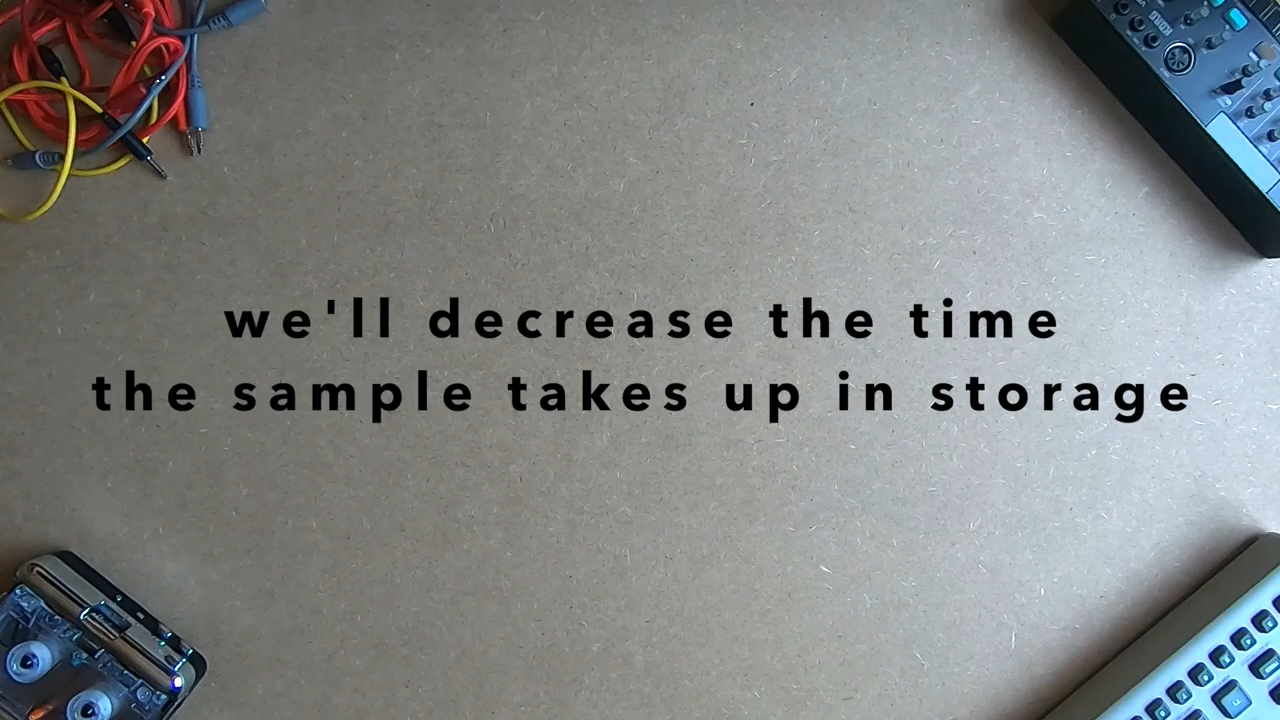 we'll decrease the time
the sample takes up in storage